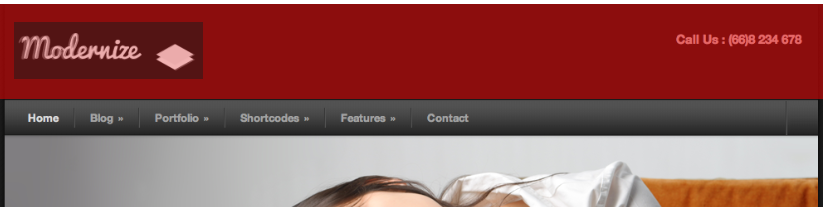 Modernize
Call Us : (66)8 234 678
Home Blog » Portfolio » Shortcodes » Features » Contact